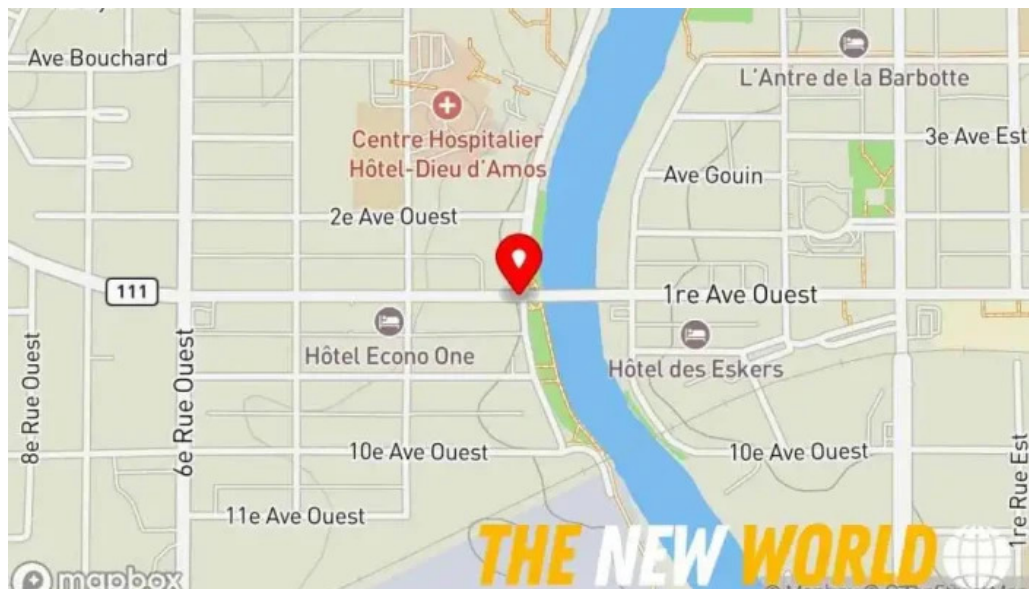 Ave Bouchard
L'Antre de la Barbotte
Centre Hospitalier
Hôtel-Dieu d'Amos
3e Ave Est
Ave Gouin
2e Ave Ouest
111
1re Ave Ouest
Hôtel Econo One
Hôtel des Eskers
8e Rue Ouest
6e Rue Ouest
10e Ave Ouest
10e Ave Ouest
11e Ave Ouest
1re Rue Est
THE NEW WORLD
mapbox